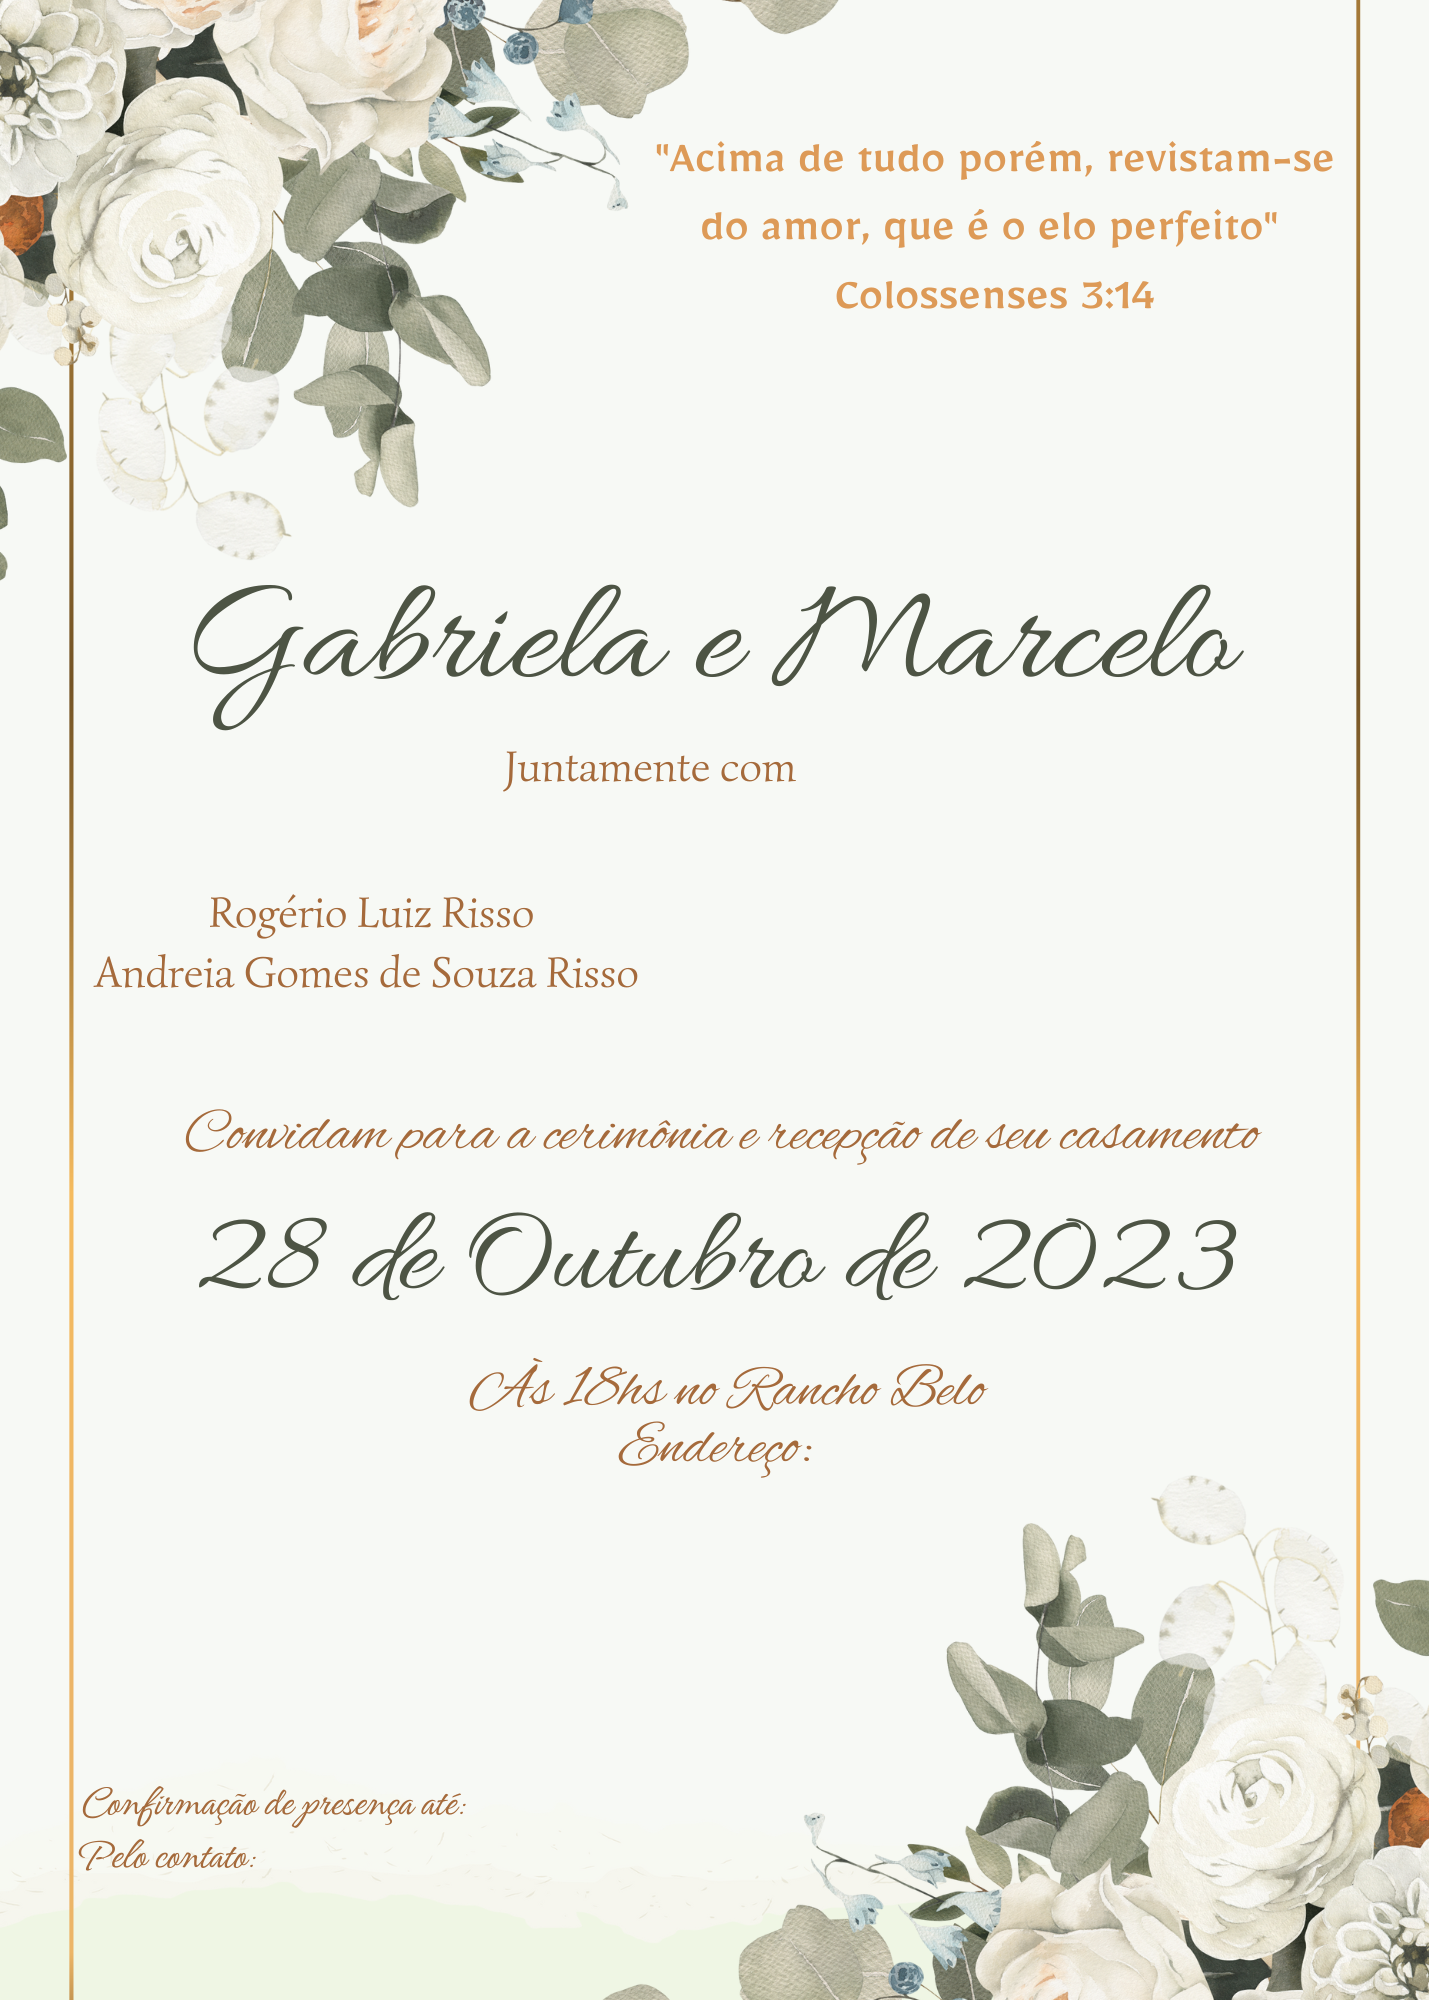 "Acima de tudo porém, revistam-se
do amor, que é o elo perfeito"
Colossenses 3:14
Gabriela e Marcelo
Juntamente com
Rogério Luiz Risso
Andreia Gomes de Souza Risso
Convidam para a cerimônia e recepção de seu casamento
28 de Outubro de 2023
Às 18hs no Rancho Belo
Endereço:
Confirmação de presença até:
Pelo contato: